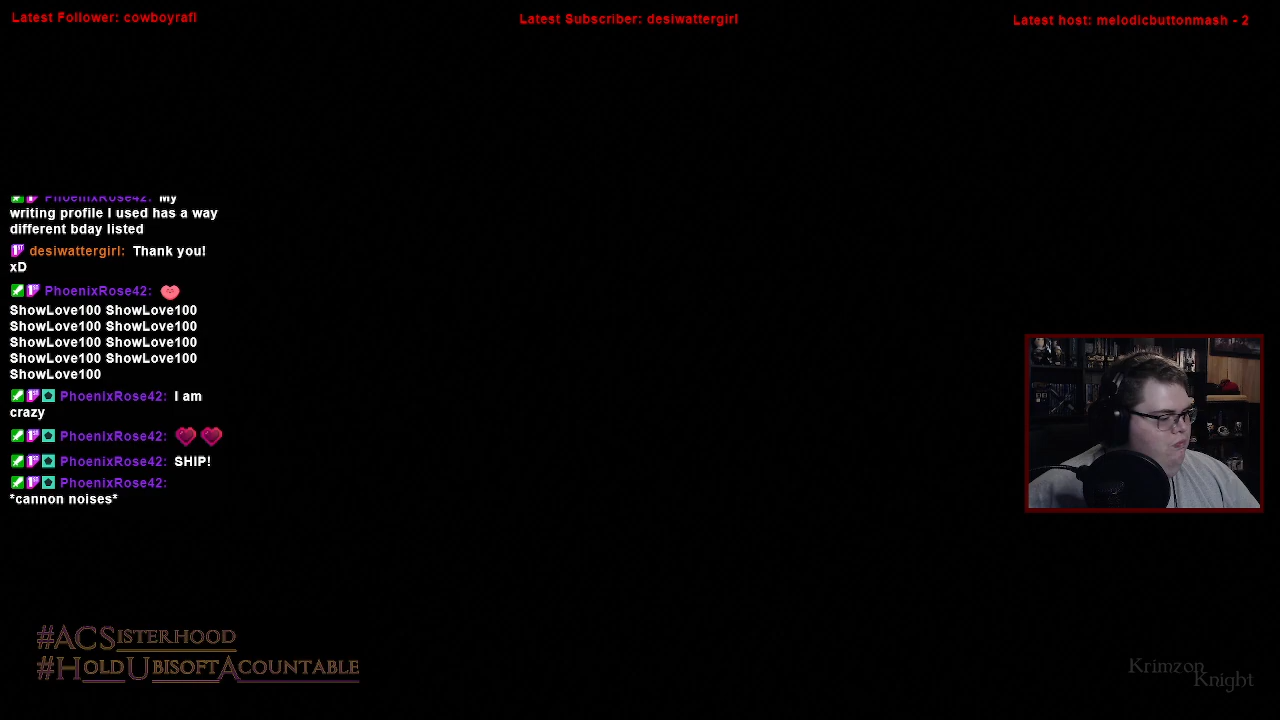 Latest Follower: cowboyrafi
Latest Subscriber: desiwattergirl
Latest host: melodicbuttonmash - 2
PhoenixRose42: My
writing profile I used has a way
different bday listed
desiwattergirl: Thank you!
xD
PhoenixRose42:
ShowLove100 ShowLove100
ShowLove100 ShowLove100
ShowLove100 ShowLove100
ShowLove100 ShowLove100
ShowLove100
PhoenixRose42: I am
crazy
PhoenixRose42:
PhoenixRose42: SHIP!
PhoenixRose42:
*cannon noises*
#ACSisterhood
#HoldUbisoftAcountable
Krimzon
Knight